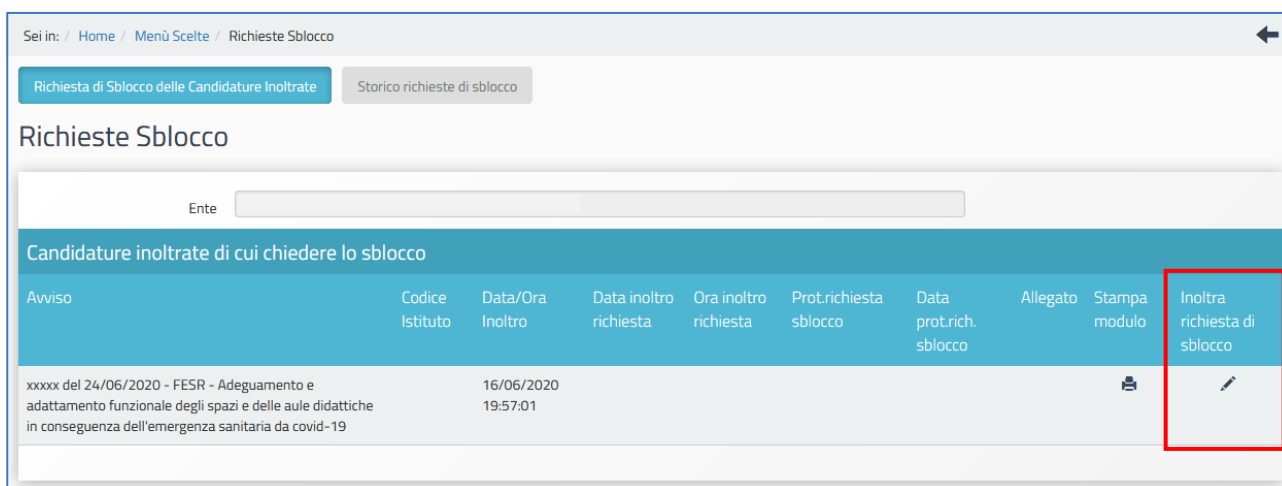 Sei in: / Home / Menù Scelte / Richieste Sblocco
Richiesta di Sblocco delle Candidature Inoltrate
Storico richieste di sblocco
Richieste Sblocco
Ente
Candidature inoltrate di cui chiedere lo sblocco
Avviso
Codice
Istituto
Data/Ora
Inoltro
Data inoltro
richiesta
Ora inoltro
richiesta
Prot.richiesta
sblocco
Data
prot.rich.
sblocco
Allegato
Stampa
modulo
Inoltra
richiesta di
sblocco
xxxxx del 24/06/2020 - FESR - Adeguamento e
adattamento funzionale degli spazi e delle aule didattiche
in conseguenza dell'emergenza sanitaria da covid-19
16/06/2020
19:57:01